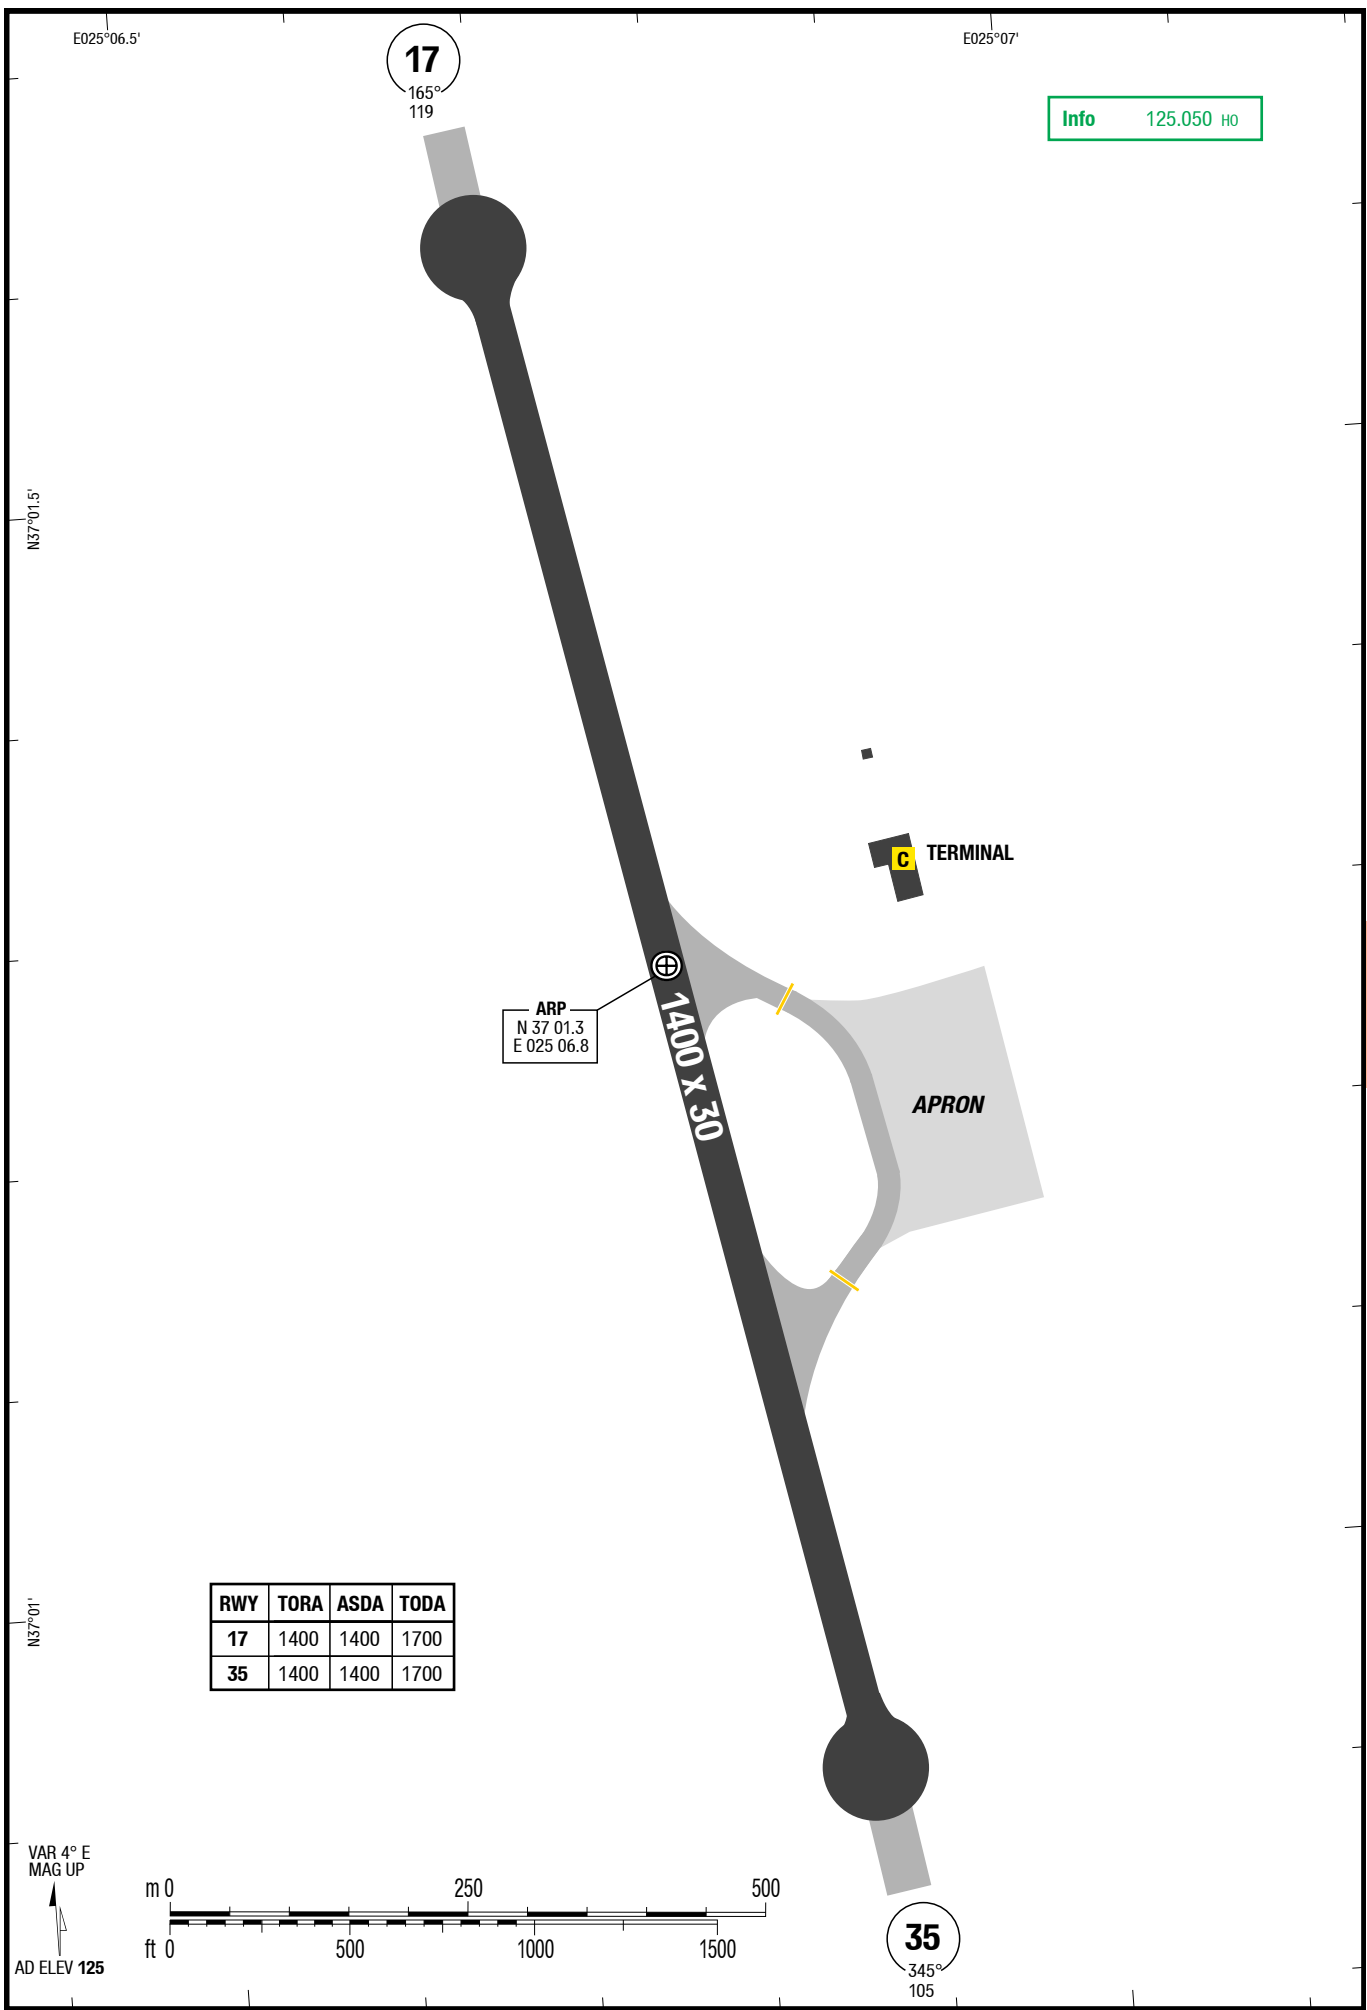 E025°06.5'
E025°07'
17
165°
119
Info 125.050 HO
N37°01.5'
C TERMINAL
ARP
N 37 01.3
E 025 06.8
1400 x 30
APRON
N37°01'
RWY TORA ASDA TODA
17 1400 1400 1700
35 1400 1400 1700
VAR 4° E
MAG UP
AD ELEV 125
m 0 250 500
ft 0 500 1000 1500
35
345°
105